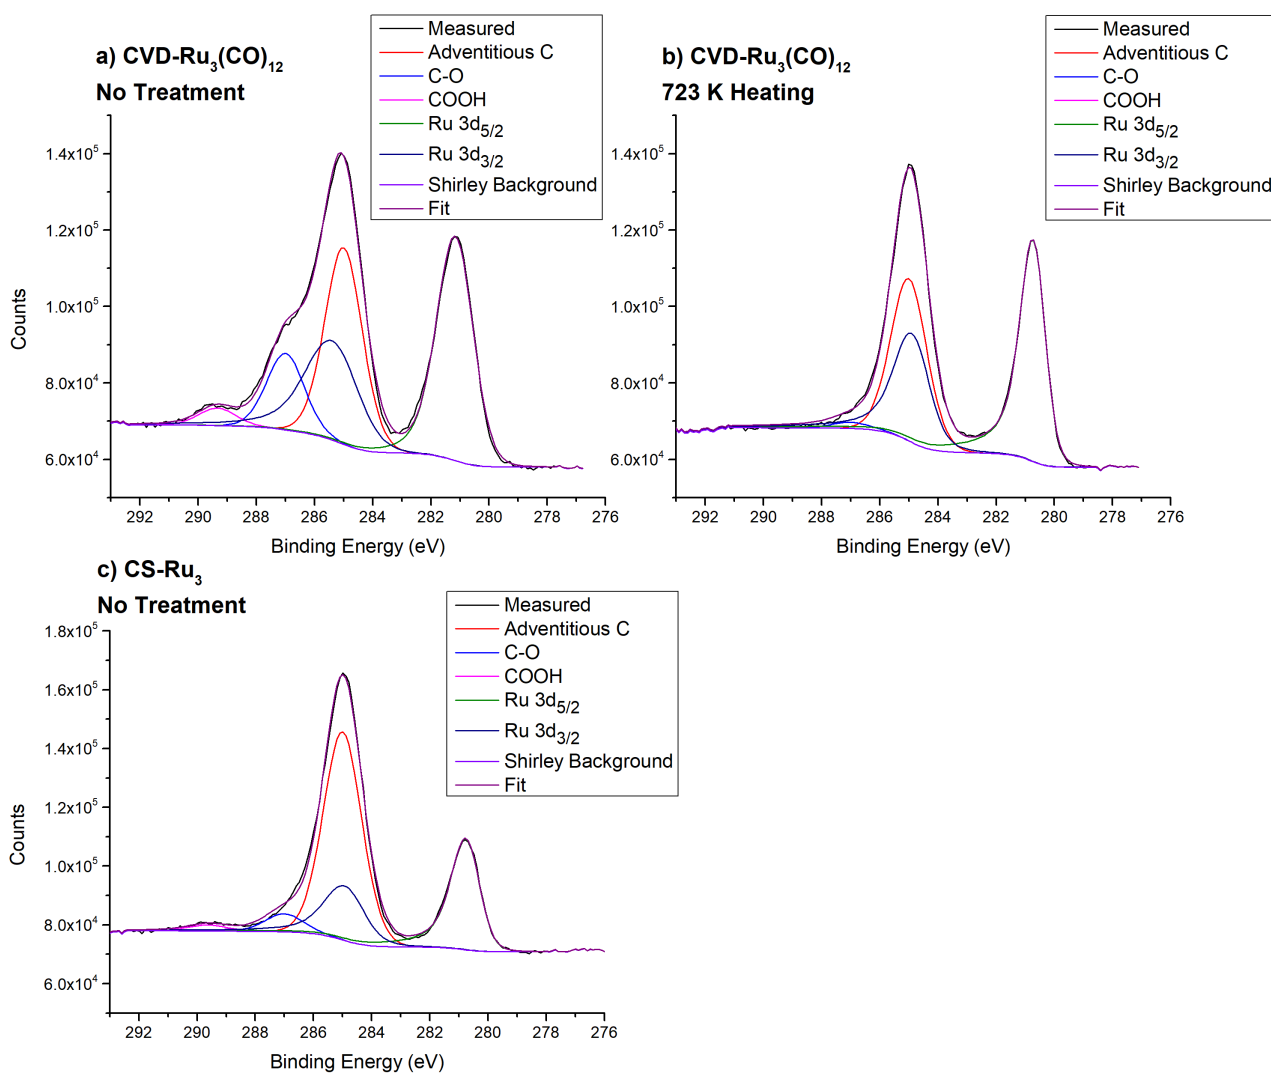 a) CVD-Ru3(CO)12
No Treatment
Measured
Adventitious C
C-O
COOH
Ru 3d5/2
Ru 3d3/2
Shirley Background
Fit
1.4x10^5
1.2x10^5
1.0x10^5
8.0x10^4
6.0x10^4
Counts
292 290 288 286 284 282 280 278 276
Binding Energy (eV)
b) CVD-Ru3(CO)12
723 K Heating
Measured
Adventitious C
C-O
COOH
Ru 3d5/2
Ru 3d3/2
Shirley Background
Fit
1.4x10^5
1.2x10^5
1.0x10^5
8.0x10^4
6.0x10^4
292 290 288 286 284 282 280 278 276
Binding Energy (eV)
c) CS-Ru3
No Treatment
Measured
Adventitious C
C-O
COOH
Ru 3d5/2
Ru 3d3/2
Shirley Background
Fit
1.8x10^5
1.6x10^5
1.4x10^5
1.2x10^5
1.0x10^5
8.0x10^4
6.0x10^4
Counts
292 290 288 286 284 282 280 278 276
Binding Energy (eV)